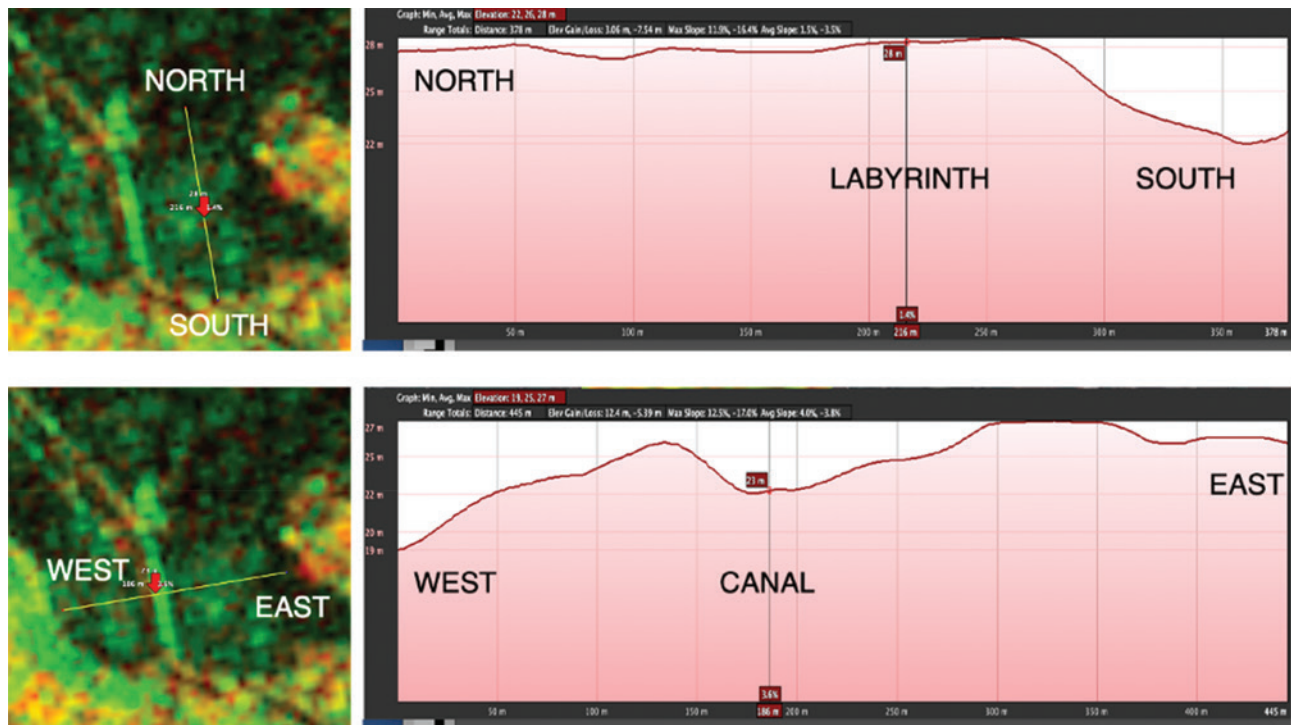 NORTH
28 m
216 m 1.4%
SOUTH
Graph: Min, Avg, Max Elevation: 22, 26, 28 m
Range Totals: Distance: 378 m Elev Gain/Loss: 3.06 m, -7.54 m Max Slope: 11.9%, -16.4% Avg Slope: 1.5%, -3.5%
28 m
25 m
22 m
28 m
NORTH
LABYRINTH
SOUTH
1.4%
50 m 100 m 150 m 200 m 216 m 250 m 300 m 350 m 378 m
WEST
186 m
EAST
Graph: Min, Avg, Max Elevation: 19, 25, 27 m
Range Totals: Distance: 445 m Elev Gain/Loss: 12.4 m, -5.39 m Max Slope: 12.5%, -17.0% Avg Slope: 4.0%, -3.8%
27 m
25 m
22 m
20 m
19 m
23 m
EAST
WEST
CANAL
3.6%
50 m 100 m 150 m 186 m 200 m 250 m 300 m 350 m 400 m 445 m